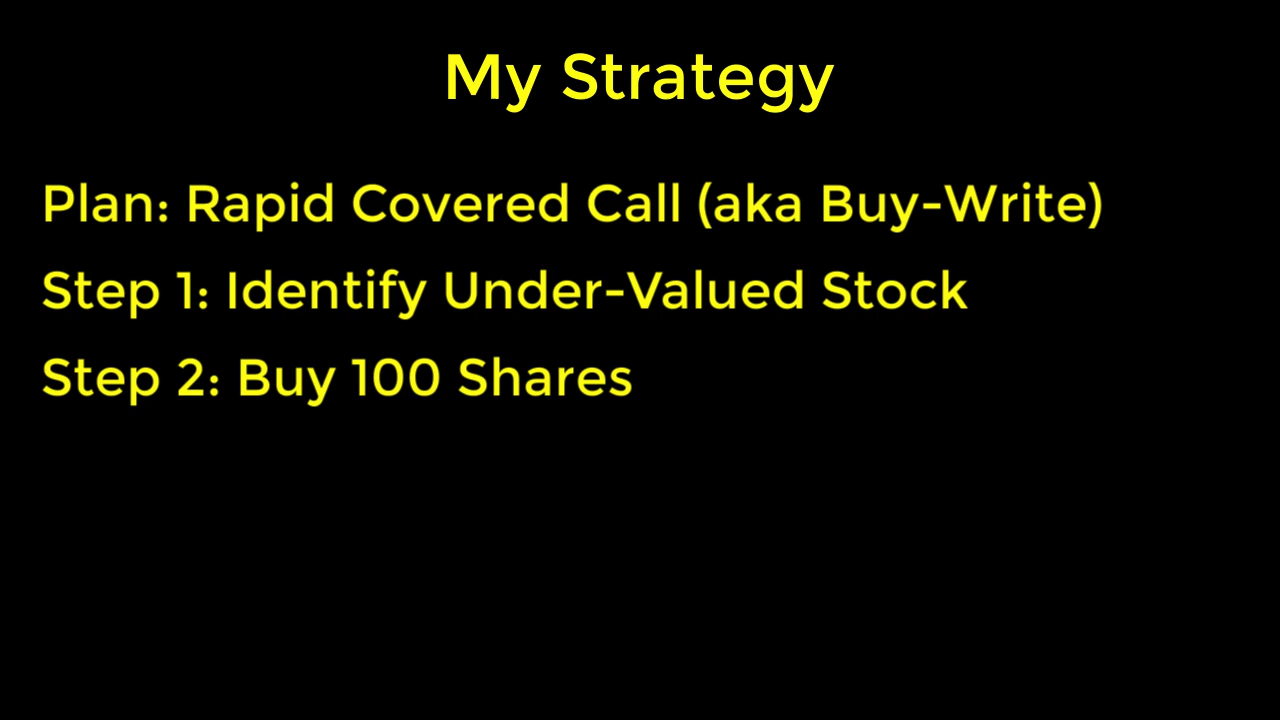 My Strategy
Plan: Rapid Covered Call (aka Buy-Write)
Step 1: Identify Under-Valued Stock
Step 2: Buy 100 Shares